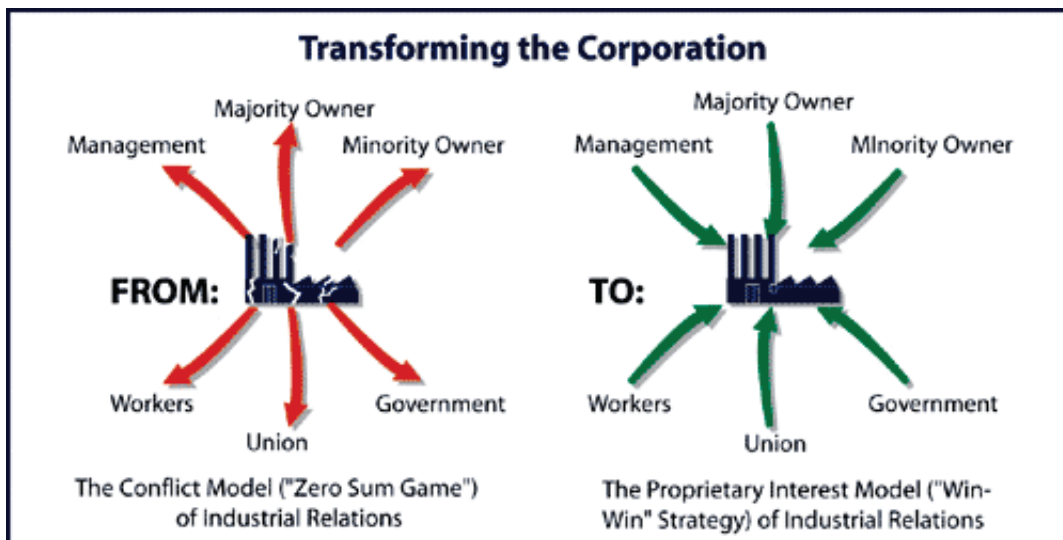 Transforming the Corporation
Majority Owner
Management
Minority Owner
FROM:
Workers
Government
Union
The Conflict Model ("Zero Sum Game")
of Industrial Relations
Majority Owner
Management
MInority Owner
TO:
Workers
Government
Union
The Proprietary Interest Model ("Win-
Win" Strategy) of Industrial Relations